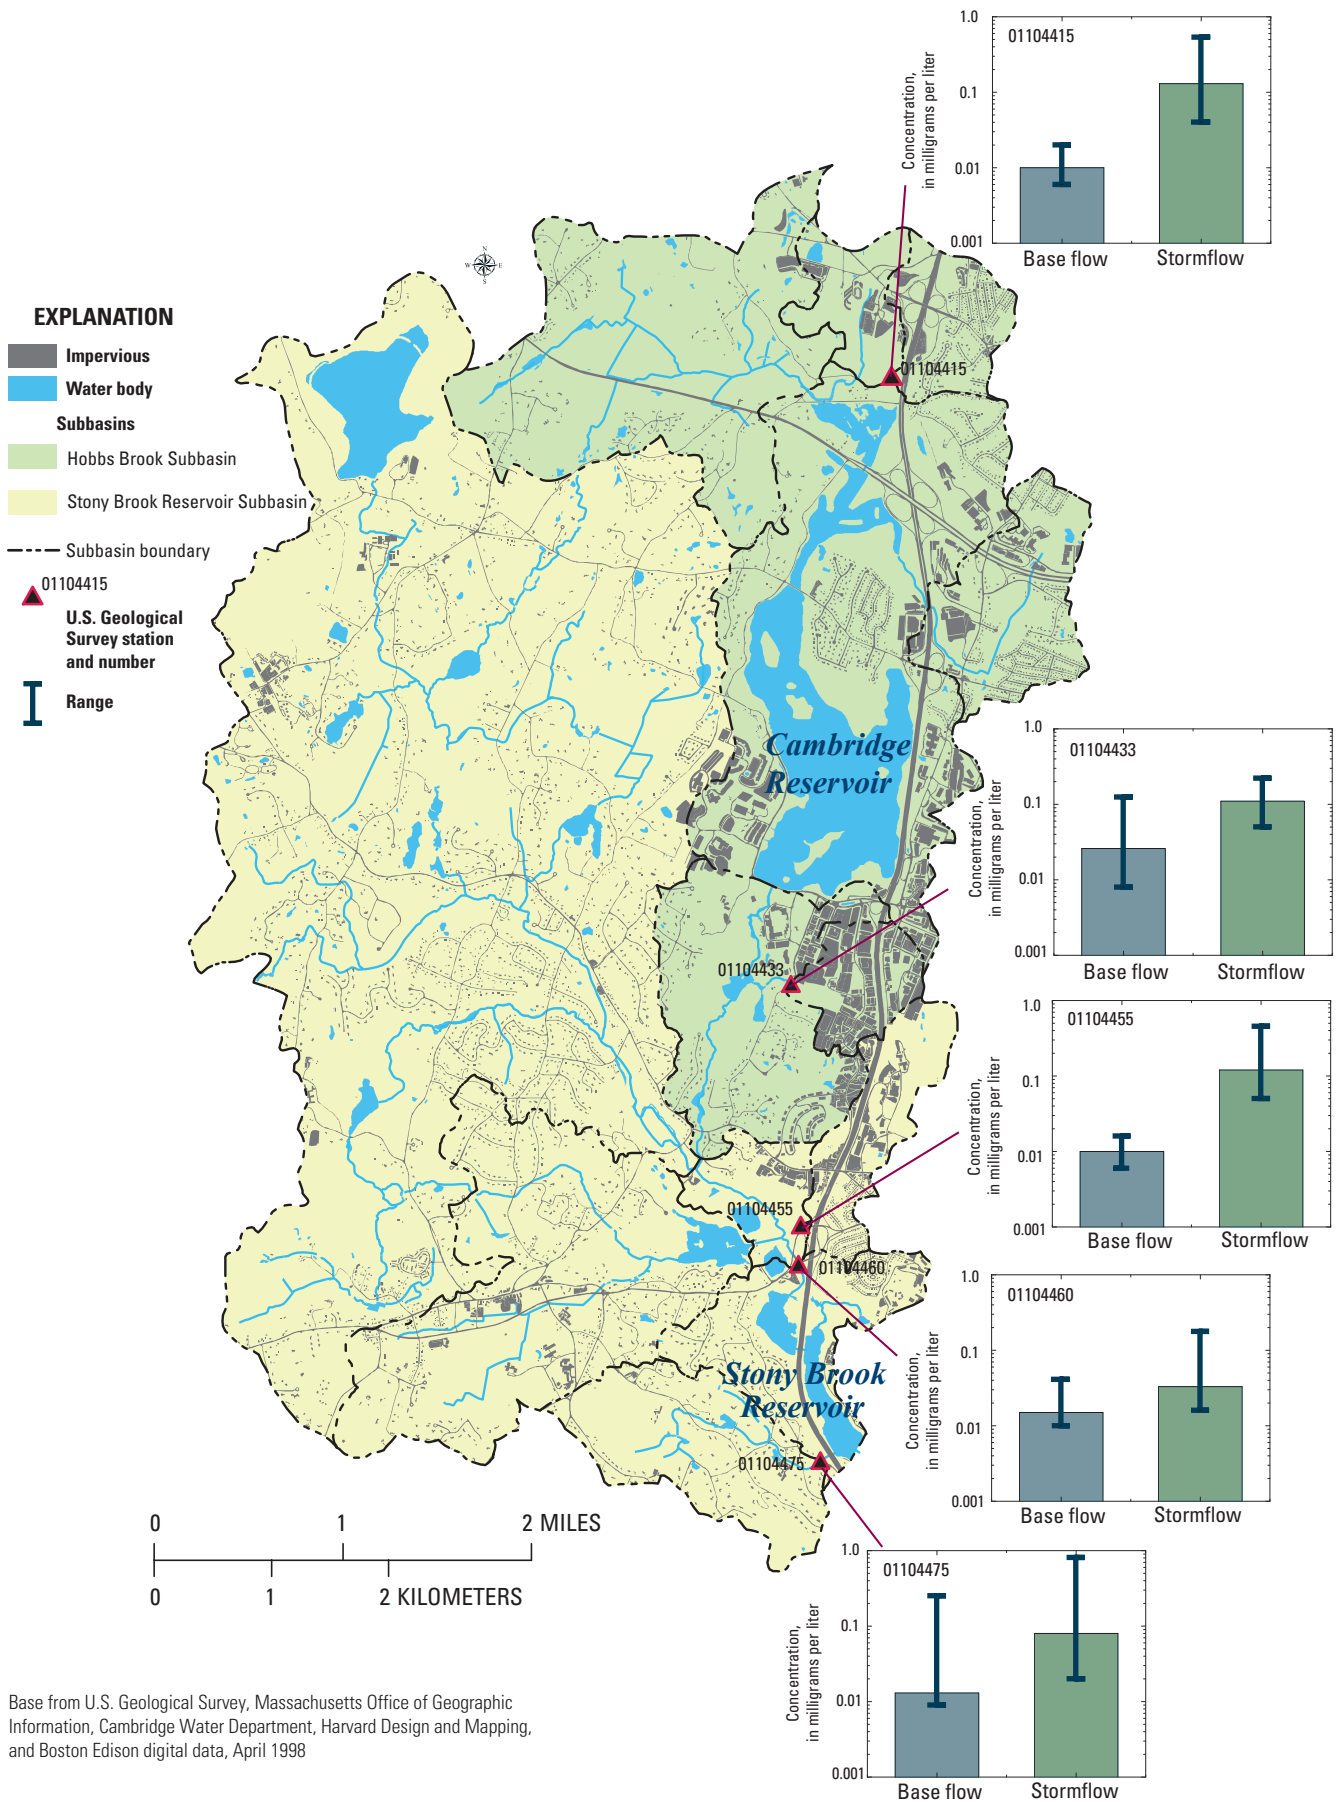 1.0
01104415
0.1
0.01
0.001
Concentration,
in milligrams per liter
Base flow
Stormflow
N
W
E
S
EXPLANATION
Impervious
Water body
Subbasins
Hobbs Brook Subbasin
Stony Brook Reservoir Subbasin
Subbasin boundary
01104415
U.S. Geological
Survey station
and number
Range
01104415
Cambridge
Reservoir
01104433
01104455
01104460
Stony Brook
Reservoir
01104475
1.0
01104433
0.1
0.01
0.001
Concentration,
in milligrams per liter
Base flow
Stormflow
1.0
01104455
0.1
0.01
0.001
Concentration,
in milligrams per liter
Base flow
Stormflow
1.0
01104460
0.1
0.01
0.001
Concentration,
in milligrams per liter
Base flow
Stormflow
1.0
01104475
0.1
0.01
0.001
Concentration,
in milligrams per liter
Base flow
Stormflow
0 1 2 MILES
0 1 2 KILOMETERS
Base from U.S. Geological Survey, Massachusetts Office of Geographic
Information, Cambridge Water Department, Harvard Design and Mapping,
and Boston Edison digital data, April 1998